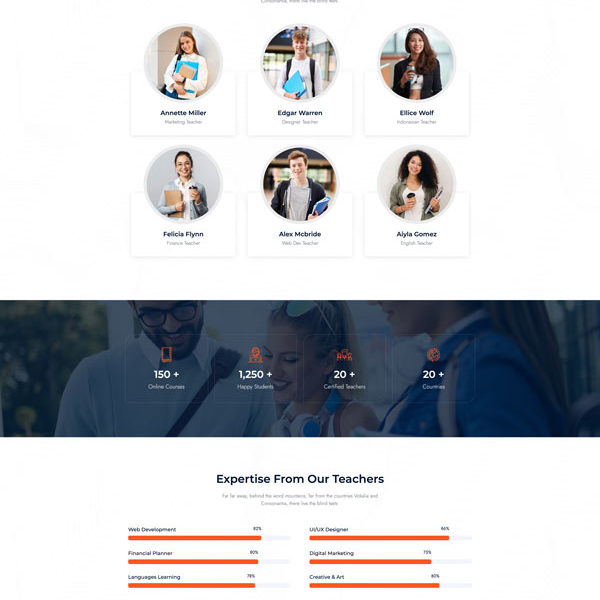 Consonantia, there live the blind texts.
Annette Miller
Marketing Teacher
Edgar Warren
Designer Teacher
Ellice Wolf
Indonesian Teacher
Felicia Flynn
Finance Teacher
Alex Mcbride
Web Dev Teacher
Aiyla Gomez
English Teacher
150 +
Online Courses
1,250 +
Happy Students
20 +
Certified Teachers
20 +
Countries
Expertise From Our Teachers
Far far away, behind the word mountains, far from the countries Vokalia and
Consonantia, there live the blind texts
Web Development 82%
UI/UX Designer 86%
Financial Planner 80%
Digital Marketing 75%
Languages Learning 78%
Creative & Art 80%